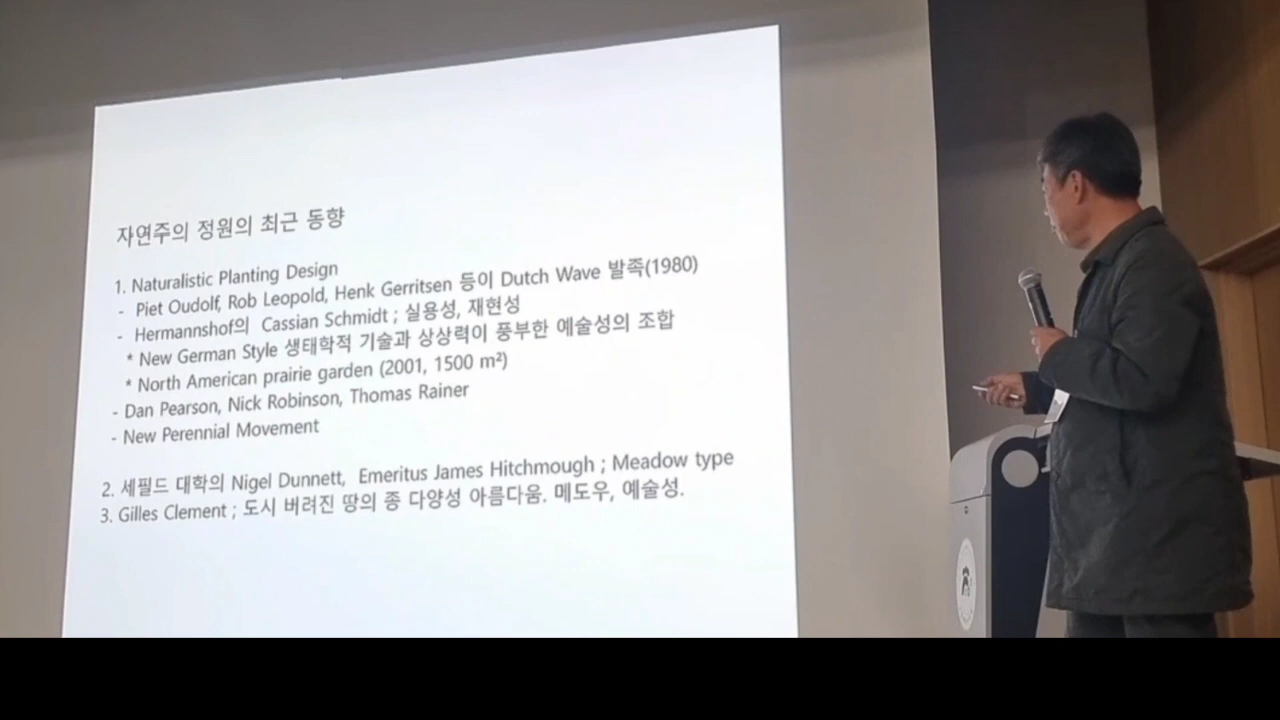 자연주의 정원의 최근 동향
1. Naturalistic Planting Design
- Piet Oudolf, Rob Leopold, Henk Gerritsen 등이 Dutch Wave 발족(1980)
- Hermannshof의 Cassian Schmidt ; 실용성, 재현성
* New German Style 생태학적 기술과 상상력이 풍부한 예술성의 조합
* North American prairie garden (2001, 1500 m²)
- Dan Pearson, Nick Robinson, Thomas Rainer
- New Perennial Movement
2. 세필드 대학의 Nigel Dunnett, Emeritus James Hitchmough ; Meadow type
3. Gilles Clement ; 도시 버려진 땅의 종 다양성 아름다움. 메도우, 예술성.